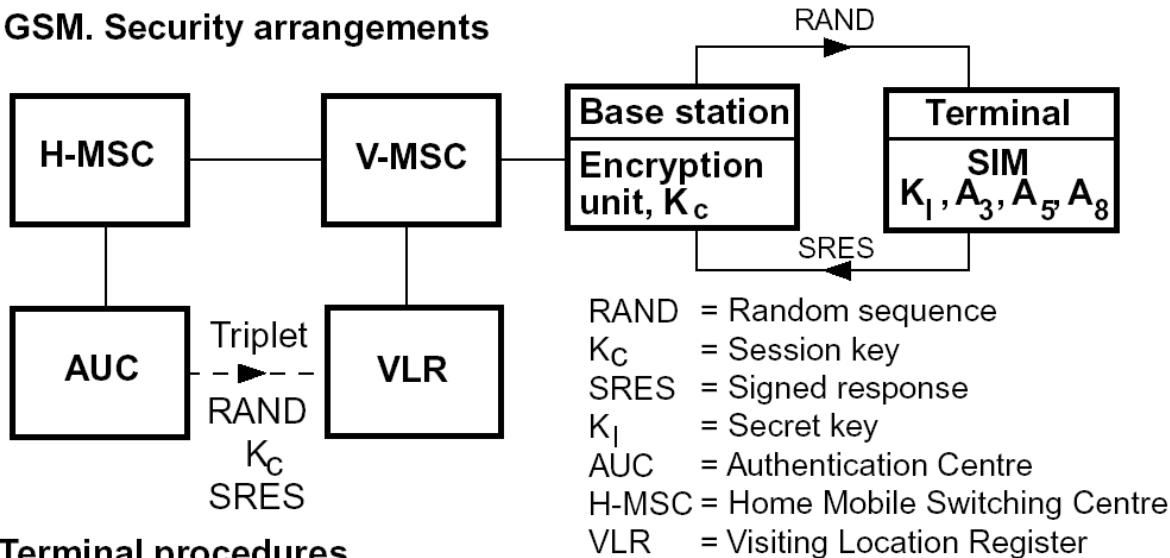 GSM. Security arrangements
RAND
H-MSC
V-MSC
Base station
Encryption
unit, Kc
Terminal
SIM
KI, A3, A5, A8
SRES
AUC
Triplet
RAND
Kc
SRES
VLR
RAND = Random sequence
KC = Session key
SRES = Signed response
KI = Secret key
AUC = Authentication Centre
H-MSC = Home Mobile Switching Centre
VLR = Visiting Location Register
Terminal procedures